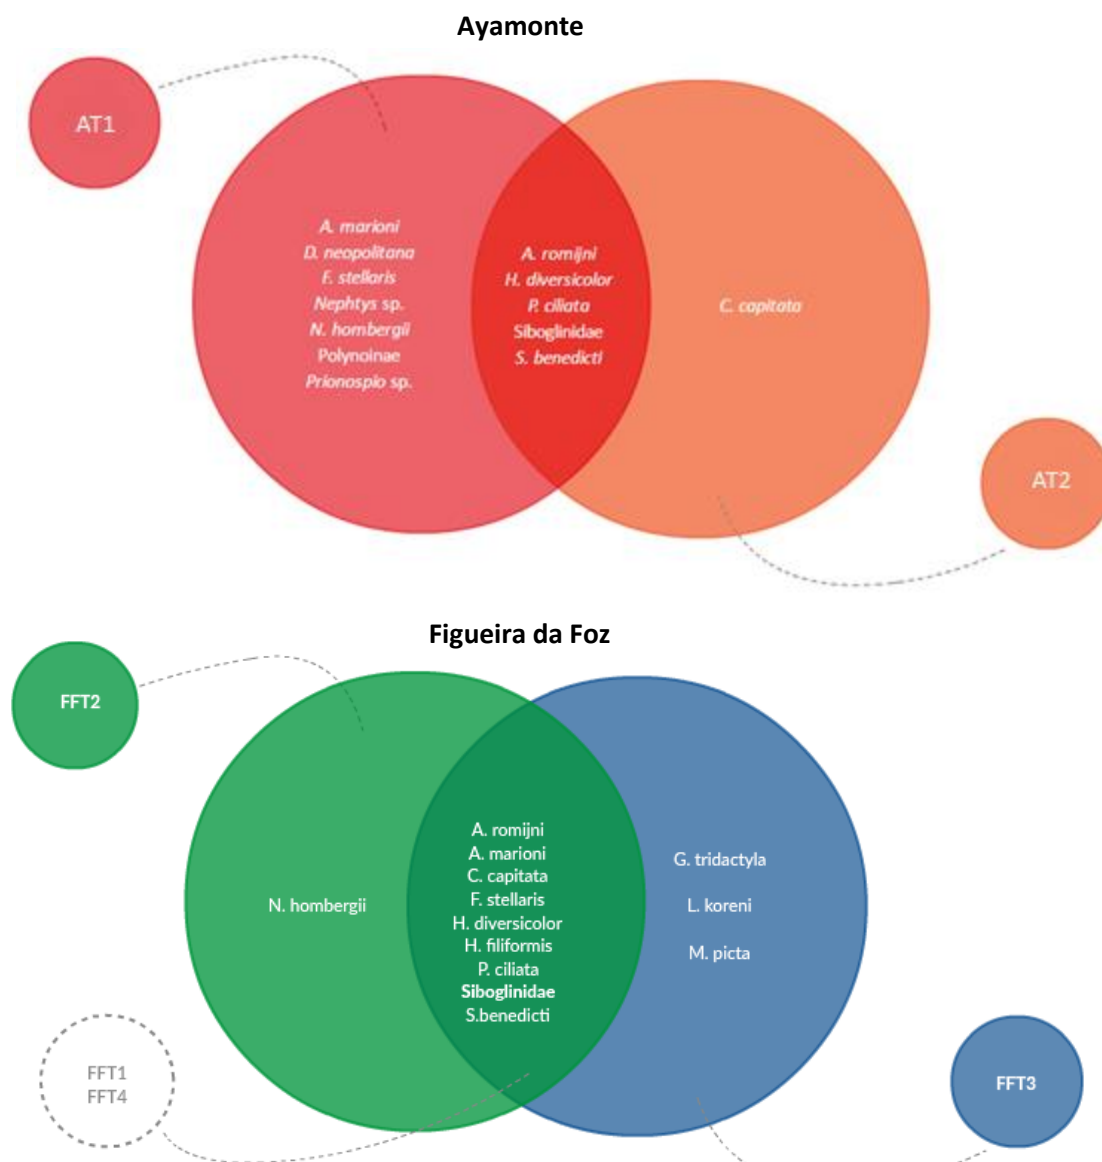 Ayamonte
AT1
A. marioni
D. neopolitana
F. stellaris
Nephtys sp.
N. hombergii
Polynoinae
Prionospio sp.
A. romijni
H. diversicolor
P. ciliata
Siboglinidae
S. benedicti
C. capitata
AT2
Figueira da Foz
FFT2
N. hombergii
A. romijni
A. marioni
C. capitata
F. stellaris
H. diversicolor
H. filiformis
P. ciliata
Siboglinidae
S.benedicti
G. tridactyla
L. koreni
M. picta
FFT1
FFT4
FFT3